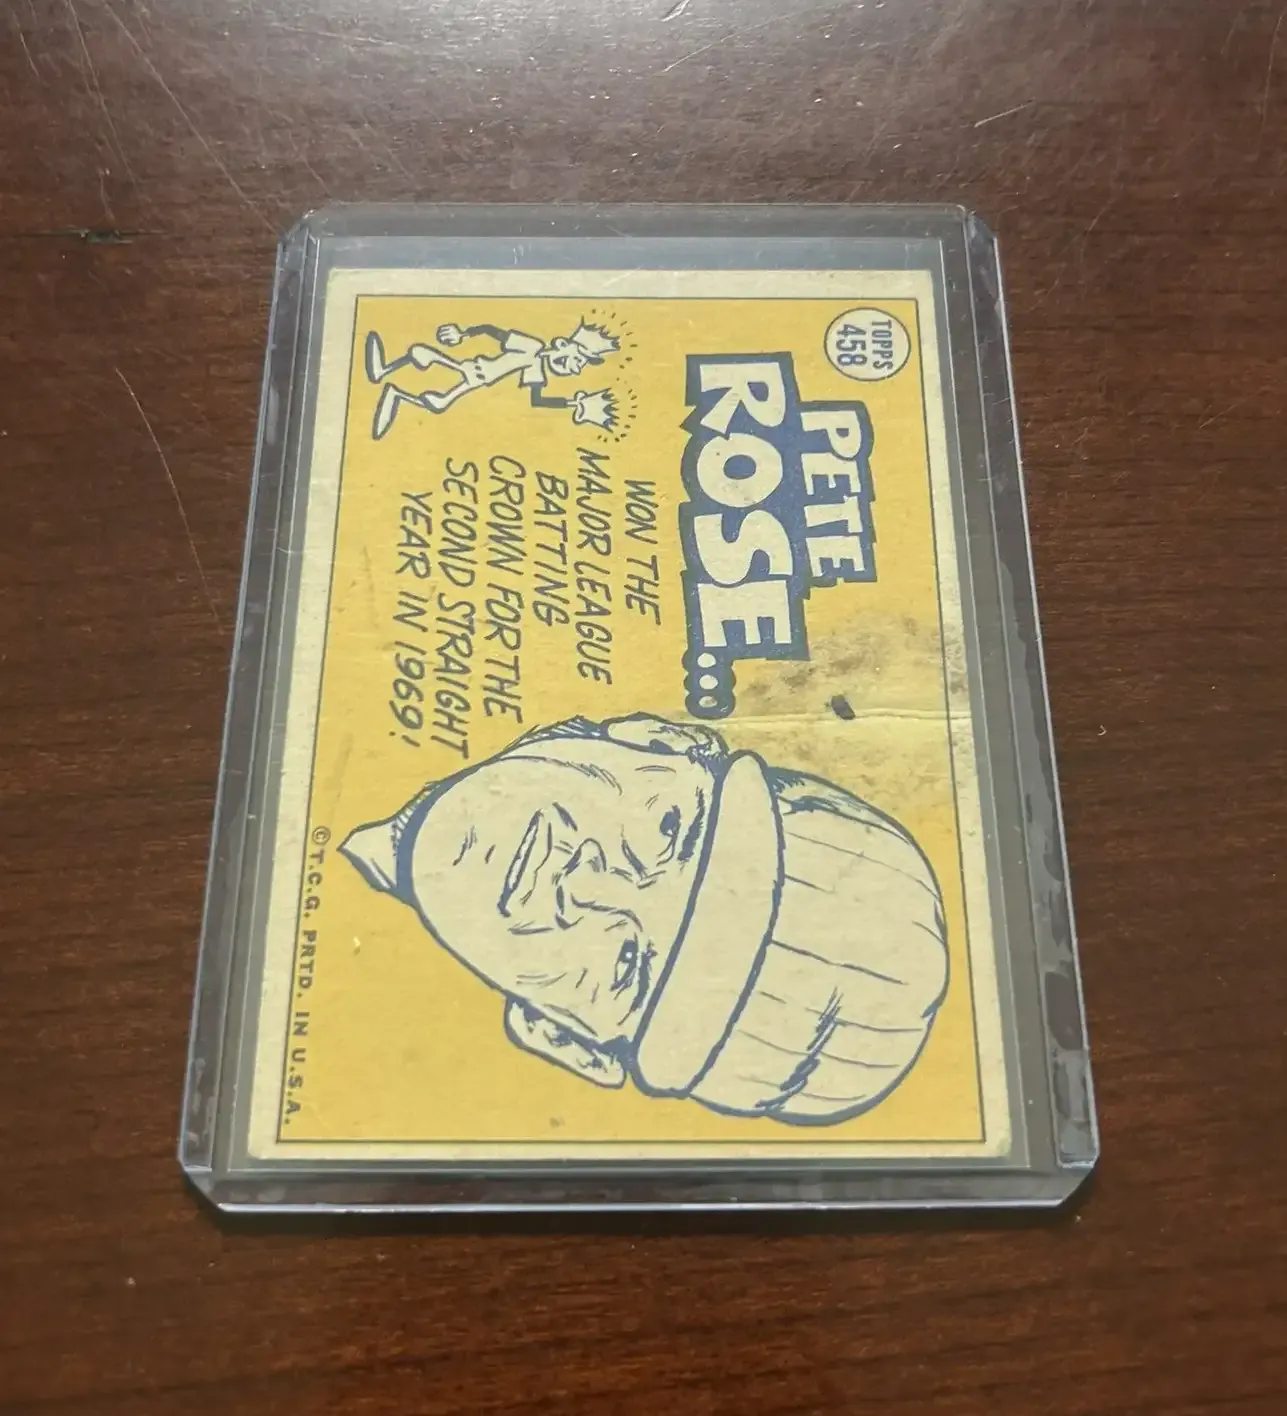 TOPPS
458
PETE
ROSE...
WON THE
MAJOR LEAGUE
BATTING
CROWN FOR THE
SECOND STRAIGHT
YEAR IN 1969!
©T.C.G. PRTD. IN U.S.A.